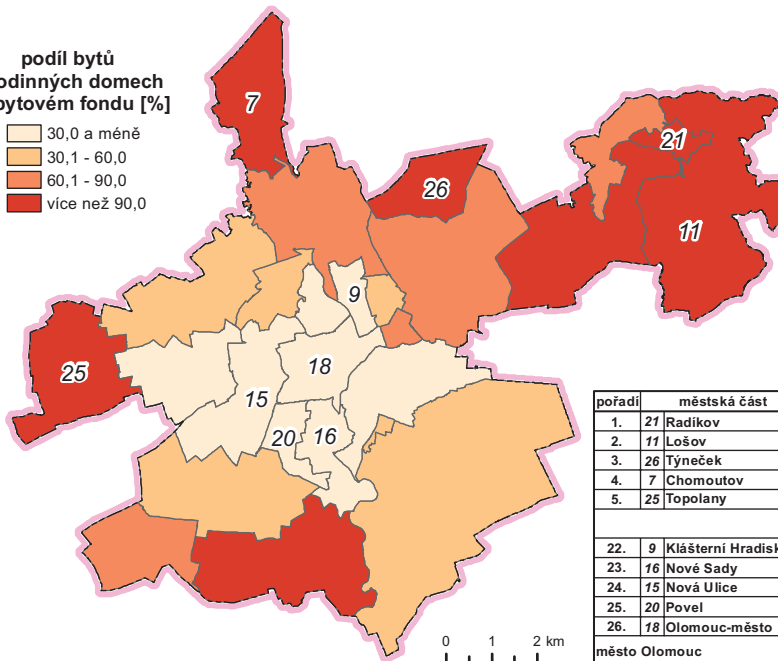 podíl bytů
odinných domech
bytovém fondu [%]
30,0 a méně
30,1 - 60,0
60,1 - 90,0
více než 90,0
7
26
21
11
9
25
18
15
20
16
pořadí městská část
1. 21 Radíkov
2. 11 Lošov
3. 26 Týneček
4. 7 Chomoutov
5. 25 Topolany
22. 9 Klášterní Hradisk
23. 16 Nové Sady
24. 15 Nová Ulice
25. 20 Povel
26. 18 Olomouc-město
město Olomouc
0 1 2 km